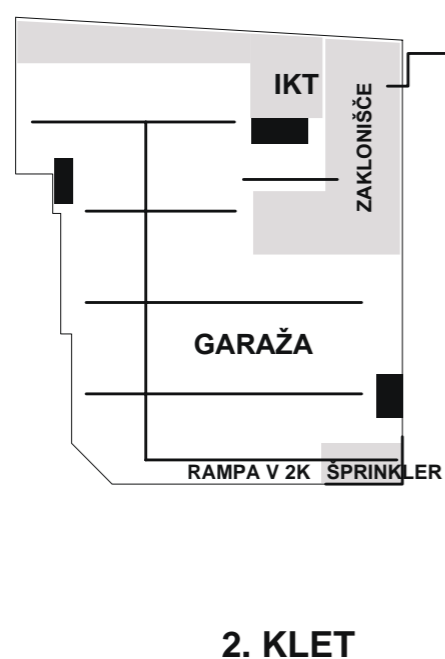 IKT
ZAKLONIŠČE
GARAŽA
RAMPA V 2K
ŠPRINKLER
2. KLET